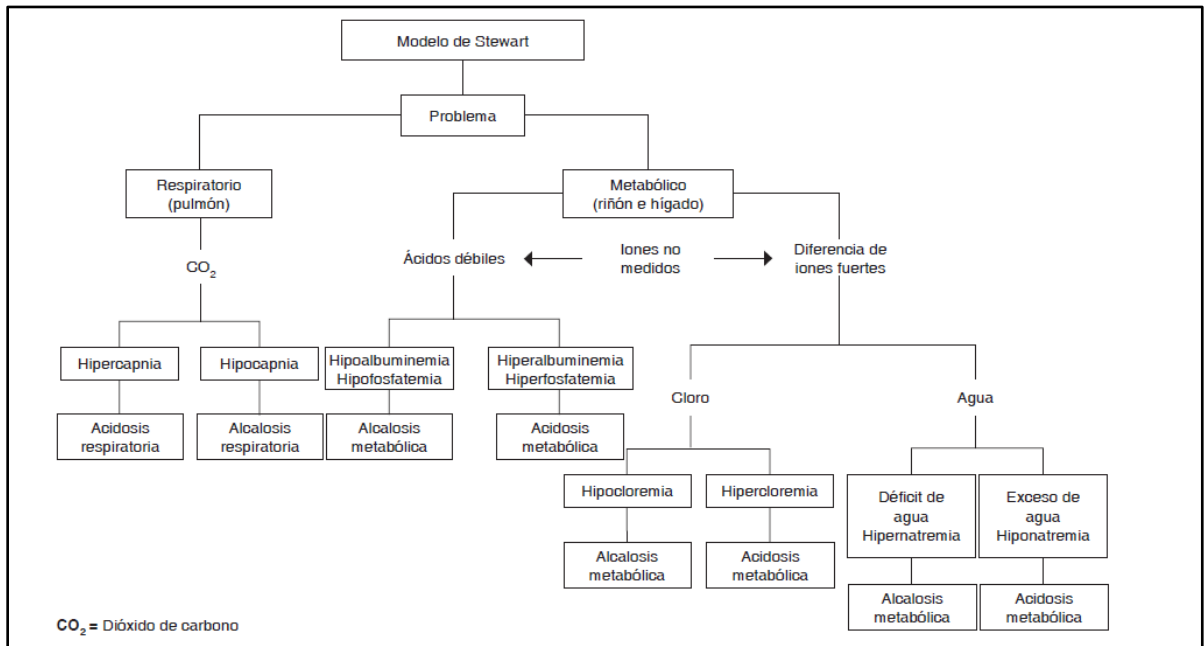 Modelo de Stewart
Problema
Respiratorio
(pulmón)
Metabólico
(riñón e hígado)
CO2
Ácidos débiles
Iones no
medidos
Diferencia de
iones fuertes
Hipercapnia
Hipocapnia
Hipoalbuminemia
Hipofosfatemia
Hiperalbuminemia
Hiperfosfatemia
Acidosis
respiratoria
Alcalosis
respiratoria
Alcalosis
metabólica
Acidosis
metabólica
Cloro
Agua
Hipocloremia
Hipercloremia
Déficit de
agua
Hipernatremia
Exceso de
agua
Hiponatremia
Alcalosis
metabólica
Acidosis
metabólica
Alcalosis
metabólica
Acidosis
metabólica
CO2 = Dióxido de carbono